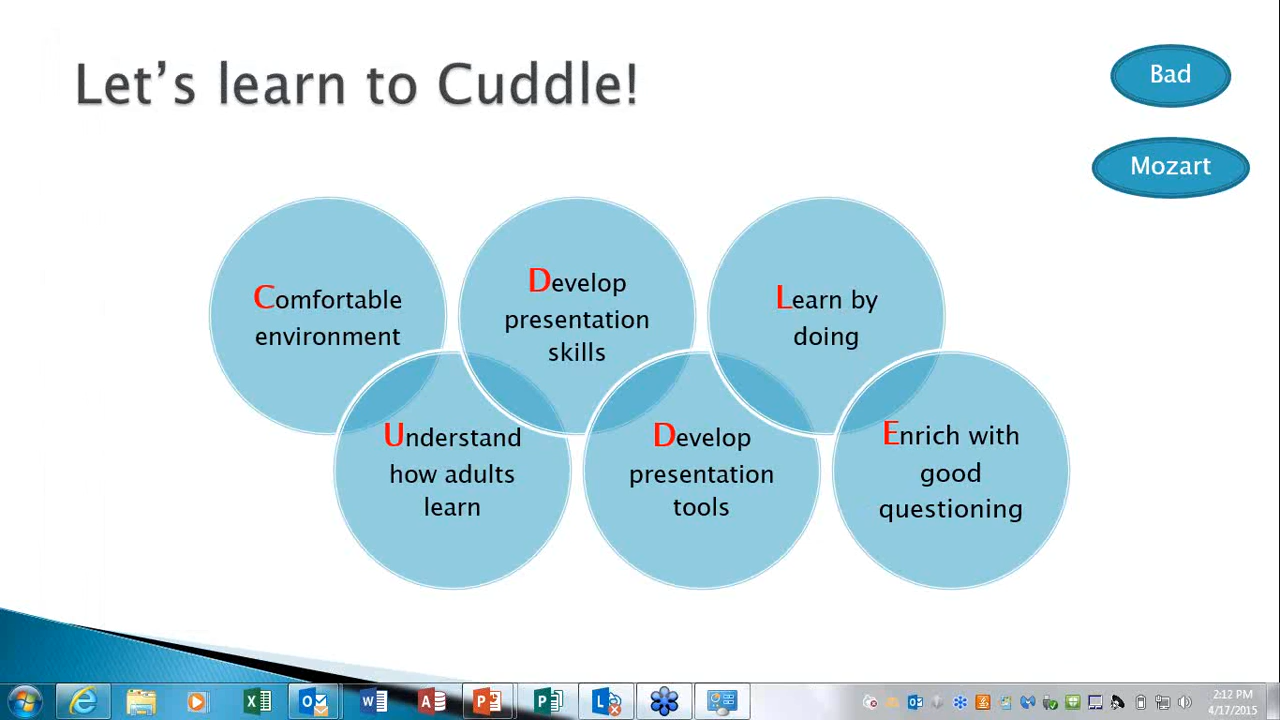 Let's learn to Cuddle!
Bad
Mozart
Comfortable
environment
Develop
presentation
skills
Learn by
doing
Understand
how adults
learn
Develop
presentation
tools
Enrich with
good
questioning
2:12 PM
4/17/2015